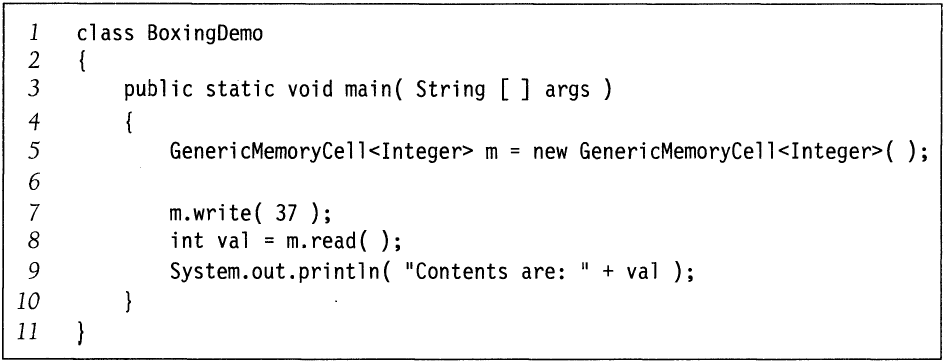 1 class BoxingDemo
2 {
3 public static void main( String [ ] args )
4 {
5 GenericMemoryCell<Integer> m = new GenericMemoryCell<Integer>( );
6
7 m.write( 37 );
8 int val = m.read( );
9 System.out.println( "Contents are: " + val );
10 }
11 }